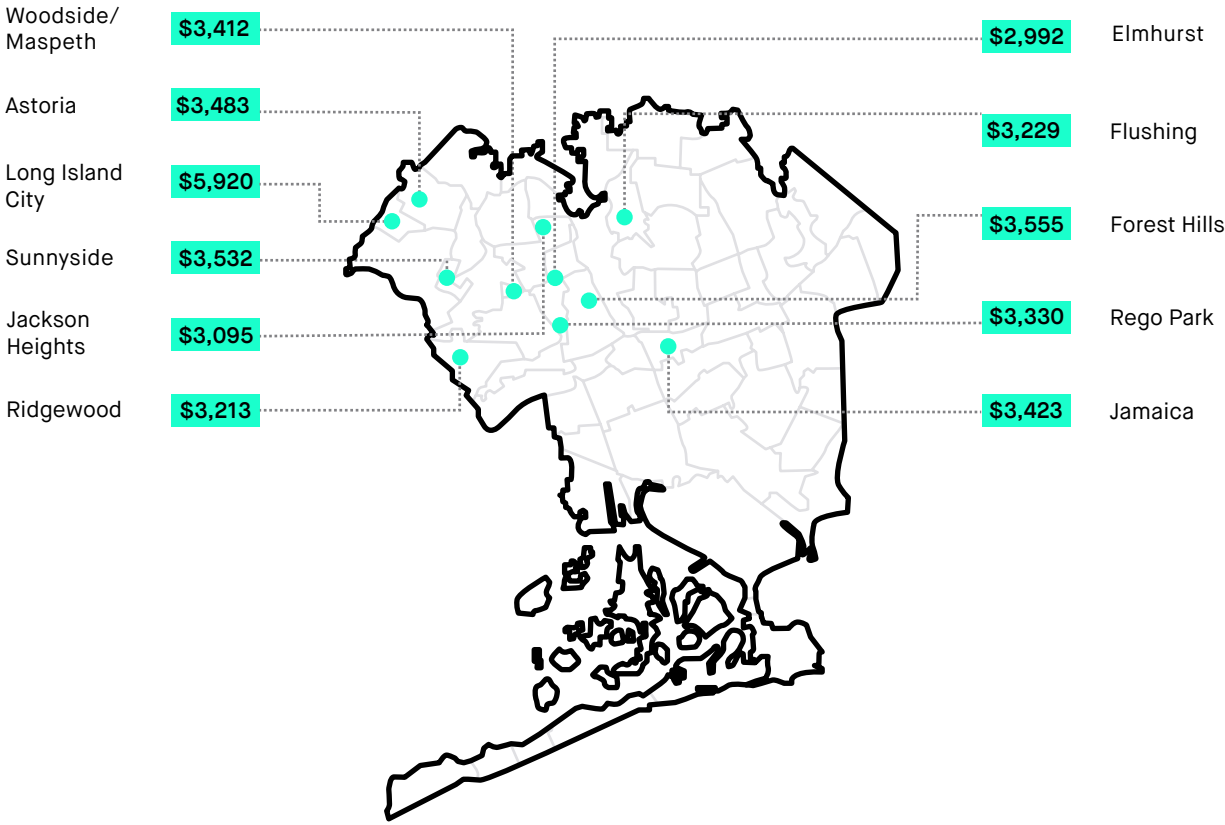 Woodside/
Maspeth
$3,412
Astoria
$3,483
Long Island
City
$5,920
Sunnyside
$3,532
Jackson
Heights
$3,095
Ridgewood
$3,213
$2,992
Elmhurst
$3,229
Flushing
$3,555
Forest Hills
$3,330
Rego Park
$3,423
Jamaica